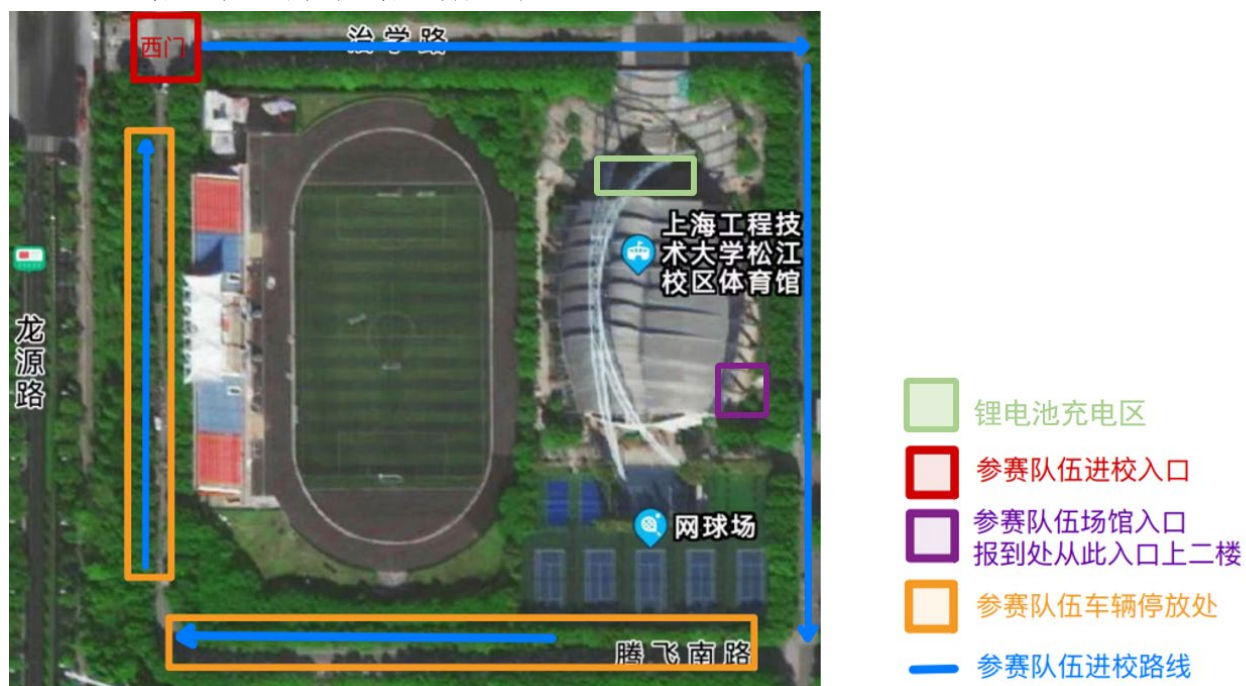 西门
治学路
上海工程技
术大学松江
校区体育馆
龙源路
网球场
腾飞南路
锂电池充电区
参赛队伍进校入口
参赛队伍场馆入口
报到处从此入口上二楼
参赛队伍车辆停放处
参赛队伍进校路线